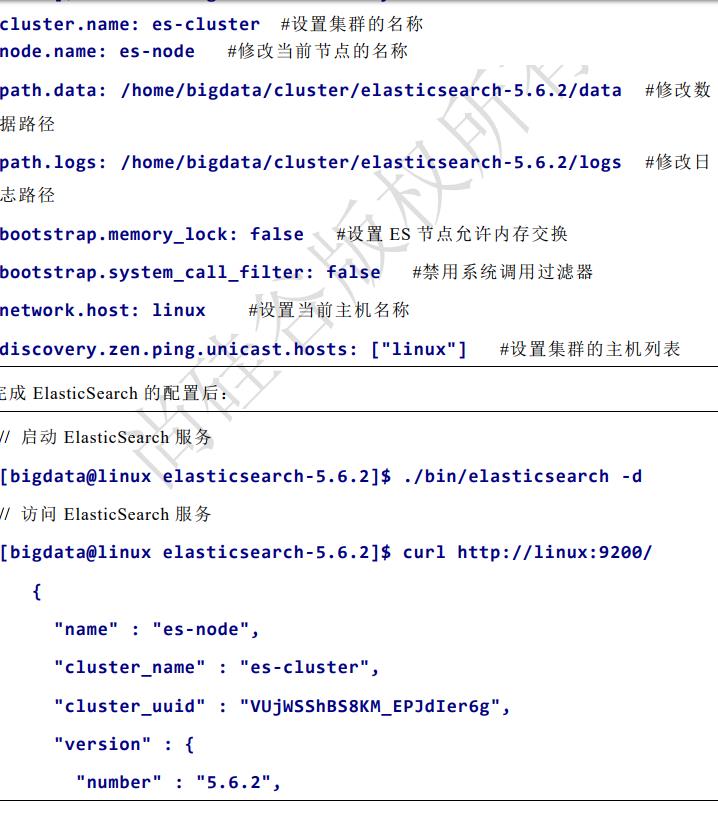 cluster.name: es-cluster #设置集群的名称
node.name: es-node #修改当前节点的名称
path.data: /home/bigdata/cluster/elasticsearch-5.6.2/data #修改数
据路径
path.logs: /home/bigdata/cluster/elasticsearch-5.6.2/logs #修改日
志路径
bootstrap.memory_lock: false #设置 ES 节点允许内存交换
bootstrap.system_call_filter: false #禁用系统调用过滤器
network.host: linux #设置当前主机名称
discovery.zen.ping.unicast.hosts: ["linux"] #设置集群的主机列表
完成 ElasticSearch 的配置后：
// 启动 ElasticSearch 服务
[bigdata@linux elasticsearch-5.6.2]$ ./bin/elasticsearch -d
// 访问 ElasticSearch 服务
[bigdata@linux elasticsearch-5.6.2]$ curl http://linux:9200/
{
"name" : "es-node",
"cluster_name" : "es-cluster",
"cluster_uuid" : "VUjWSShBS8KM_EPJdIer6g",
"version" : {
"number" : "5.6.2",
尚硅谷版权所有